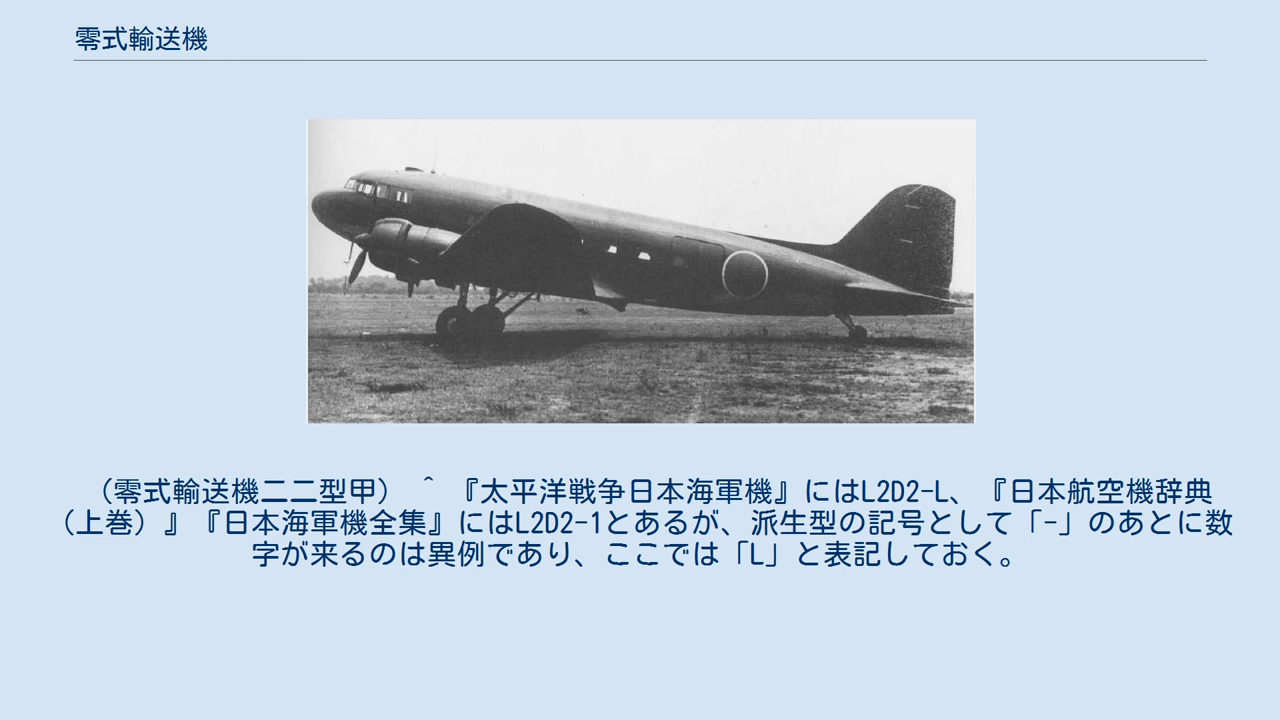 零式輸送機
（零式輸送機二二型甲） ^ 『太平洋戦争日本海軍機』にはL2D2-L、『日本航空機辞典
（上巻）』『日本海軍機全集』にはL2D2-1とあるが、派生型の記号として「-」のあとに数
字が来るのは異例であり、ここでは「L」と表記しておく。